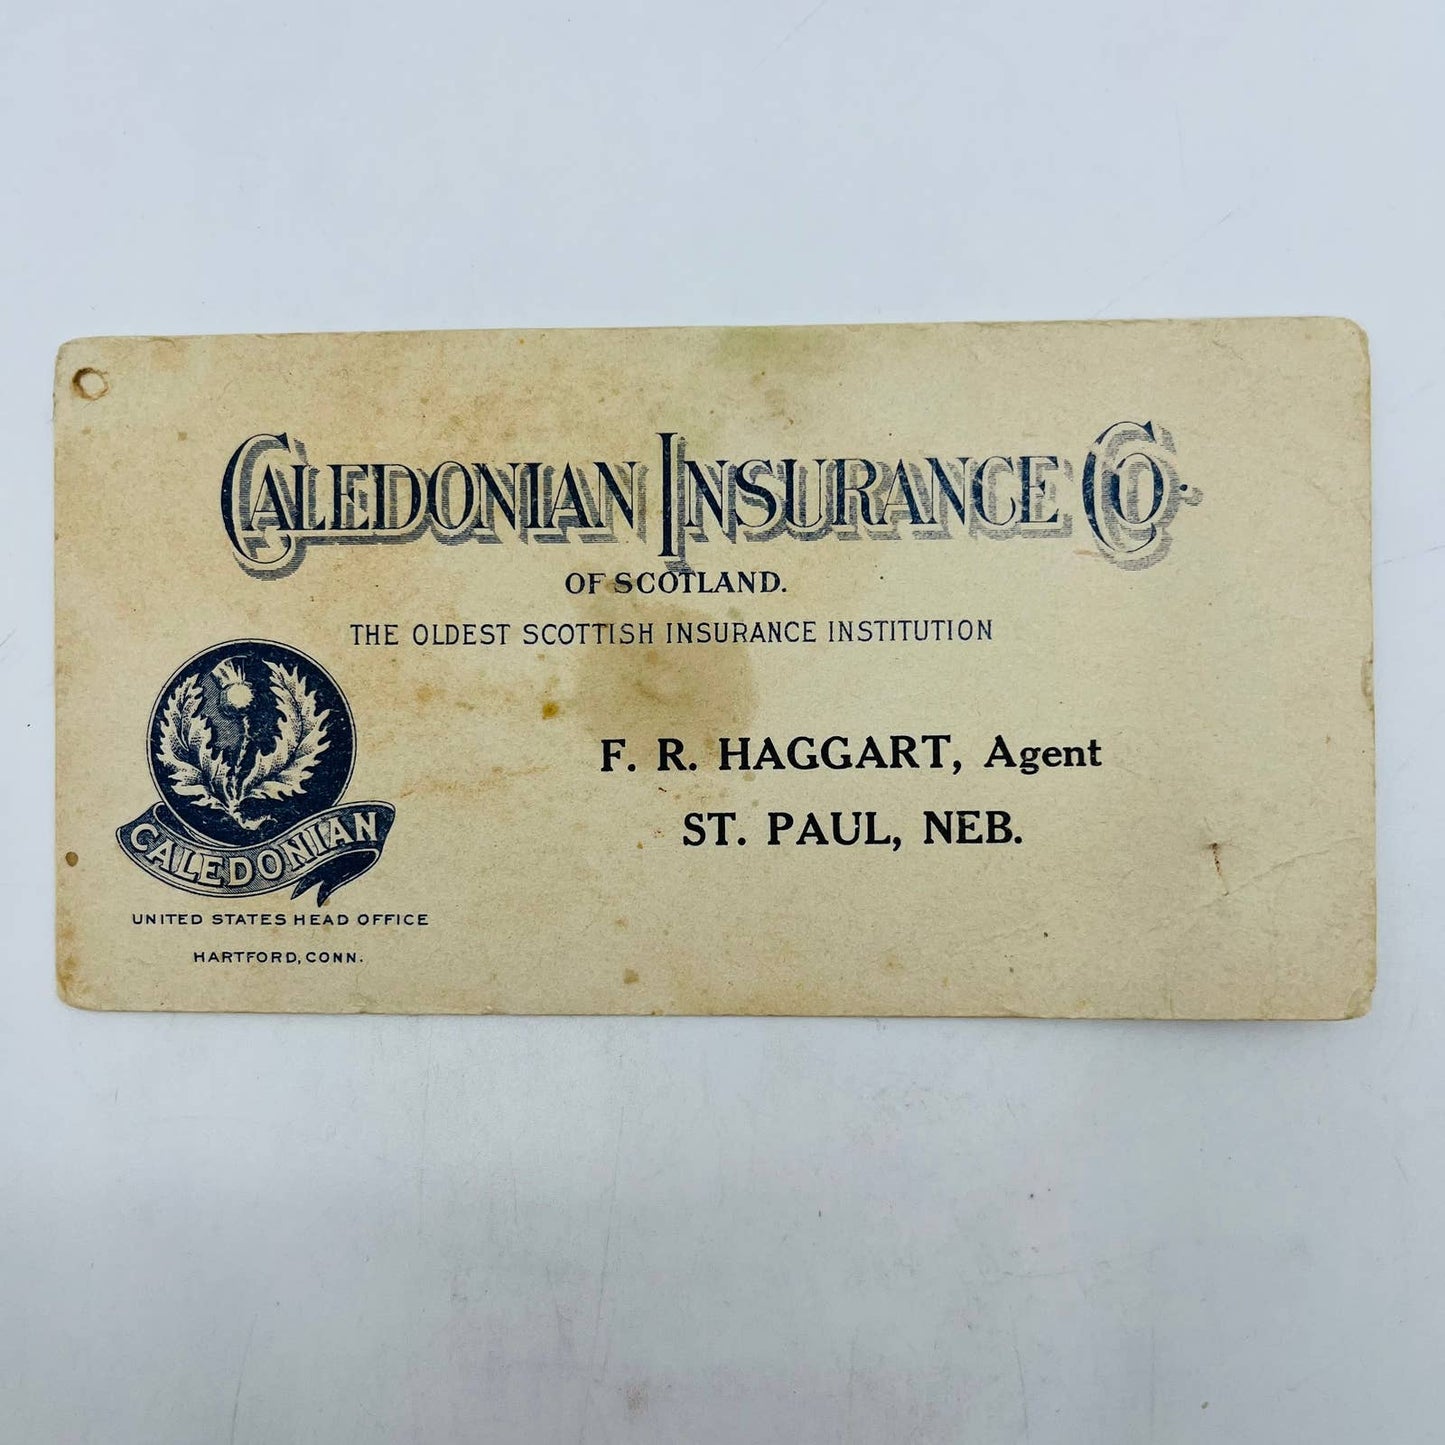 CALEDONIAN INSURANCE CO.
OF SCOTLAND.
THE OLDEST SCOTTISH INSURANCE INSTITUTION
F. R. HAGGART, Agent
ST. PAUL, NEB.
CALEDONIAN
UNITED STATES HEAD OFFICE
HARTFORD, CONN.